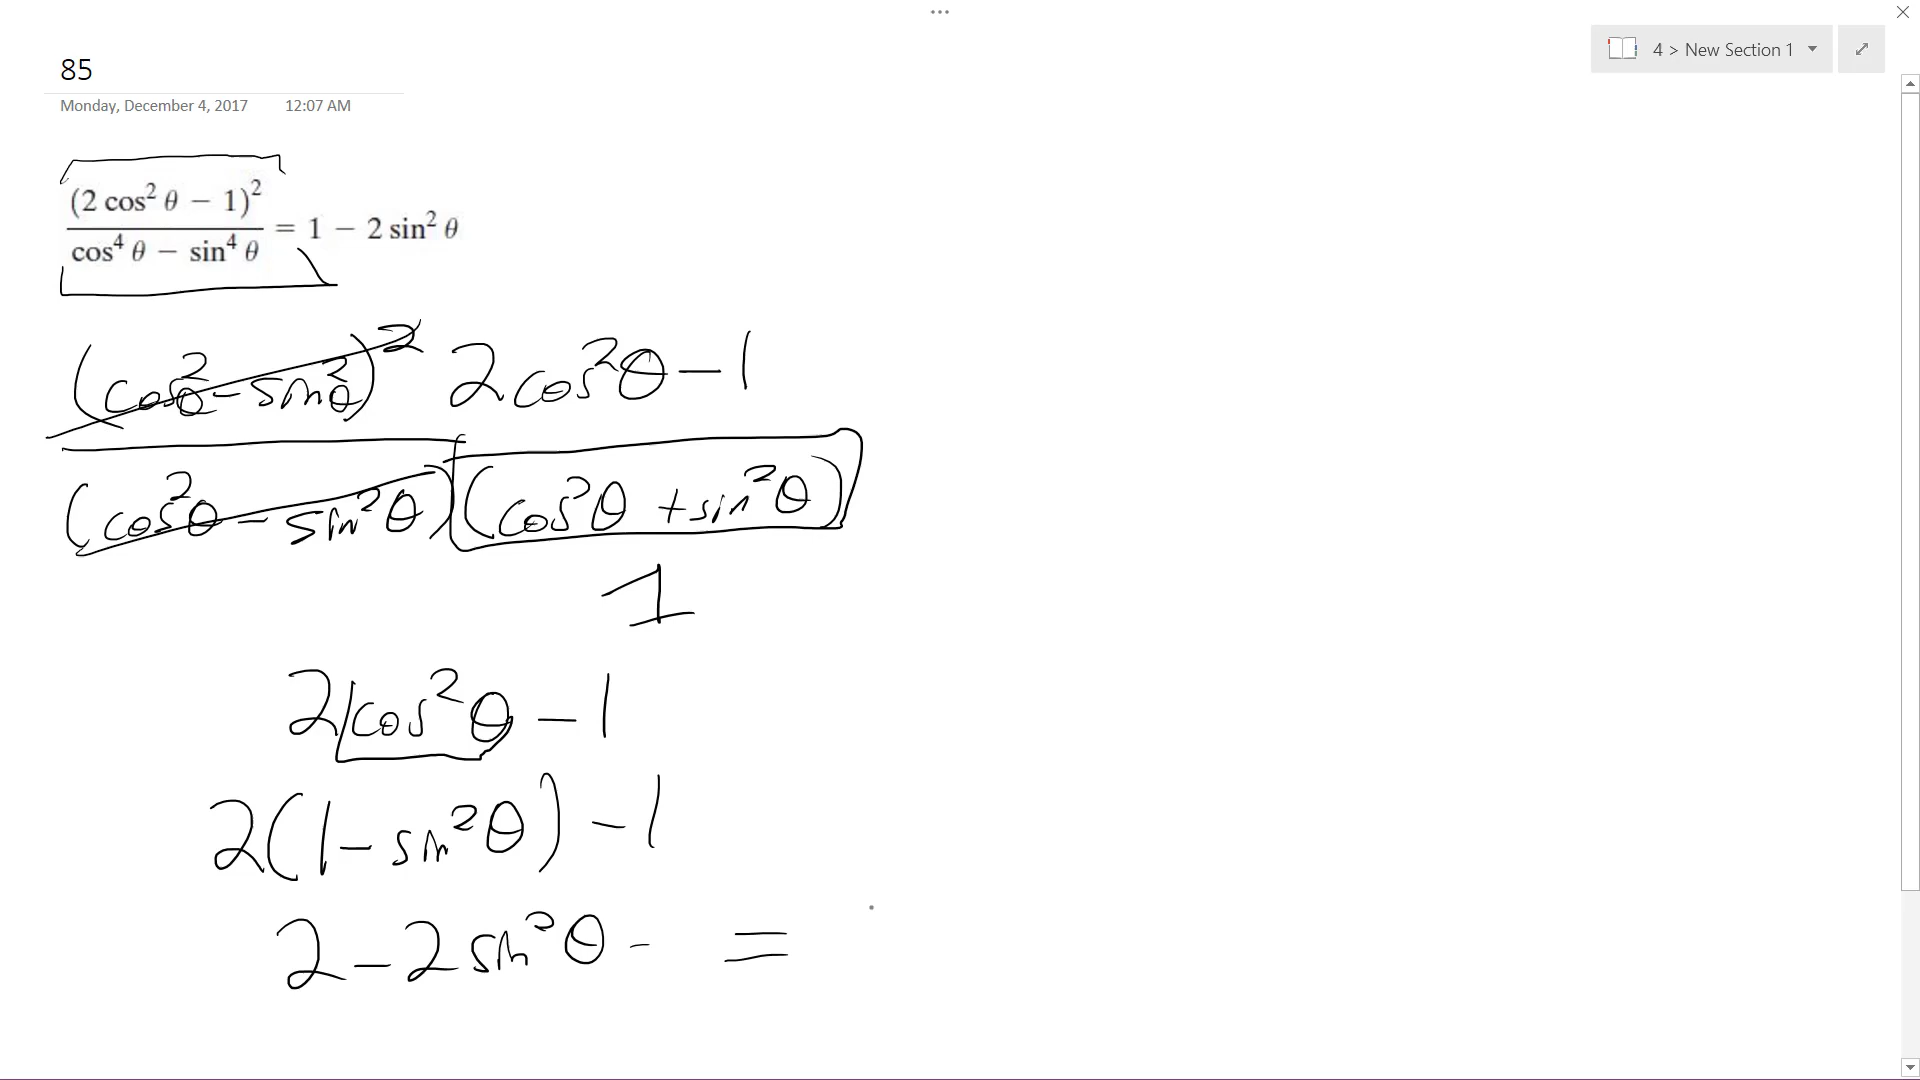 4 > New Section 1
85
Monday, December 4, 2017 12:07 AM
(2 cos² θ − 1)² / cos⁴ θ − sin⁴ θ = 1 − 2 sin² θ
(cos²θ − sin²θ)² 2cos²θ − 1
(cos²θ − sin²θ)(cos²θ + sin²θ)
1
2cos²θ − 1
2(1 − sin²θ) − 1
2 − 2sin²θ - =